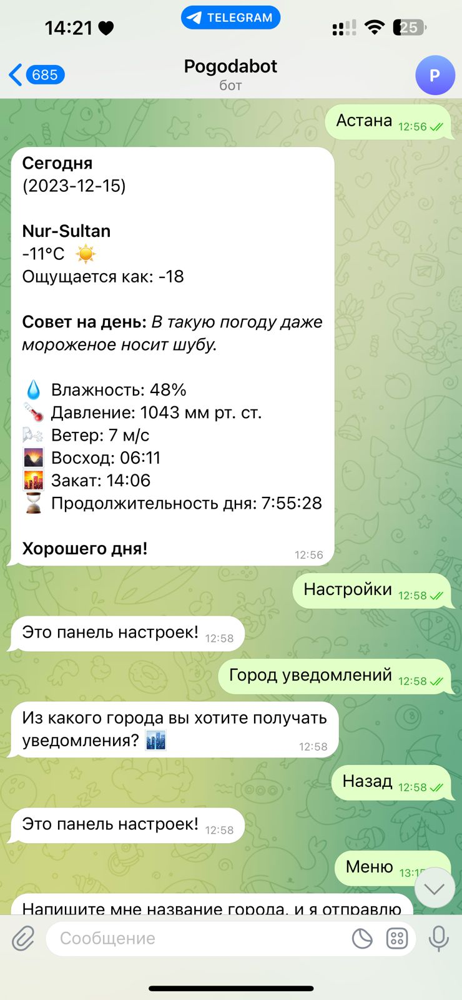 14:21
TELEGRAM
25
685
Pogodabot
бот
P
Астана 12:56
Сегодня
(2023-12-15)
Nur-Sultan
-11°C
Ощущается как: -18
Совет на день: В такую погоду даже
мороженое носит шубу.
Влажность: 48%
Давление: 1043 мм рт. ст.
Ветер: 7 м/с
Восход: 06:11
Закат: 14:06
Продолжительность дня: 7:55:28
Хорошего дня!
12:56
Настройки 12:58
Это панель настроек! 12:58
Город уведомлений 12:58
Из какого города вы хотите получать
уведомления?
12:58
Назад 12:58
Это панель настроек! 12:58
Меню
Напишите мне название города, и я отправлю
Сообщение